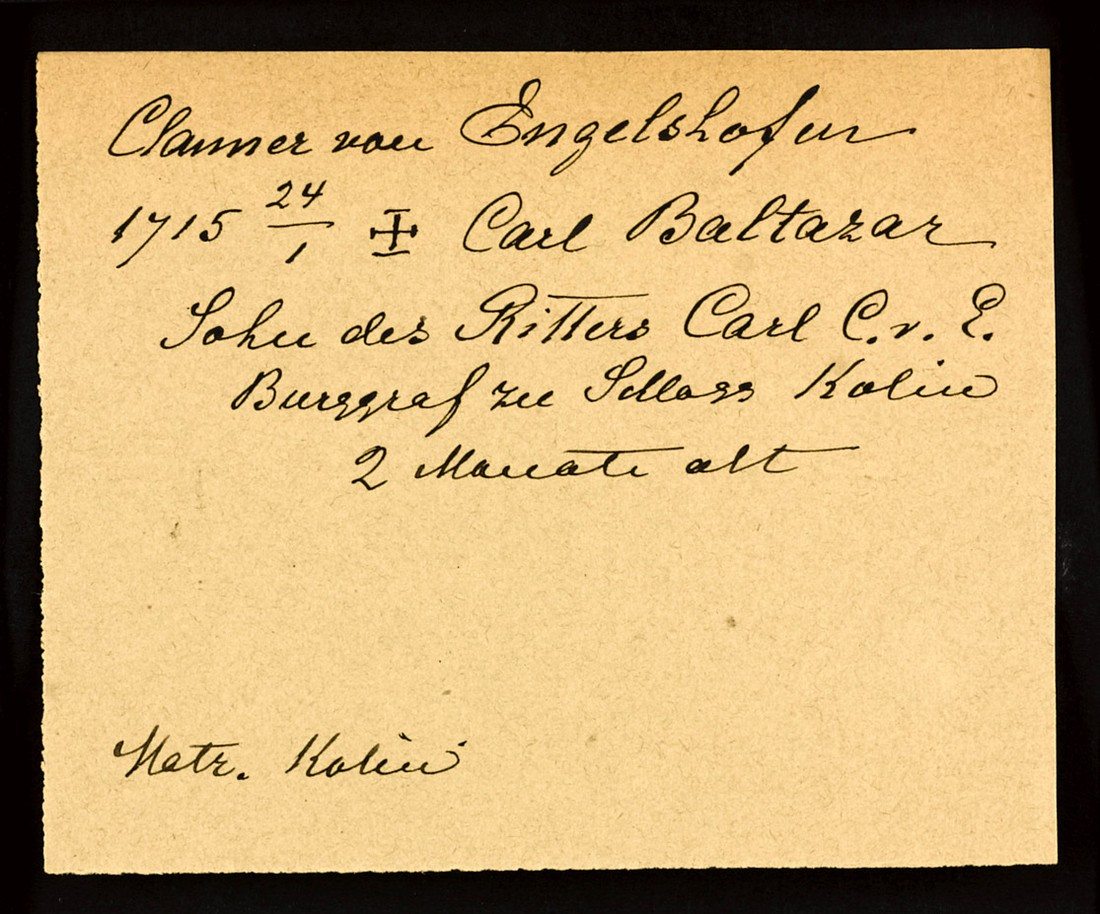 Clanner von Engelshofen
1715 24/1 ☩ Carl Baltazar
Sohn des Ritters Carl C. v. E.
Burggraf zu Schloss Kolin
2 Monate alt
Matr. Kolin